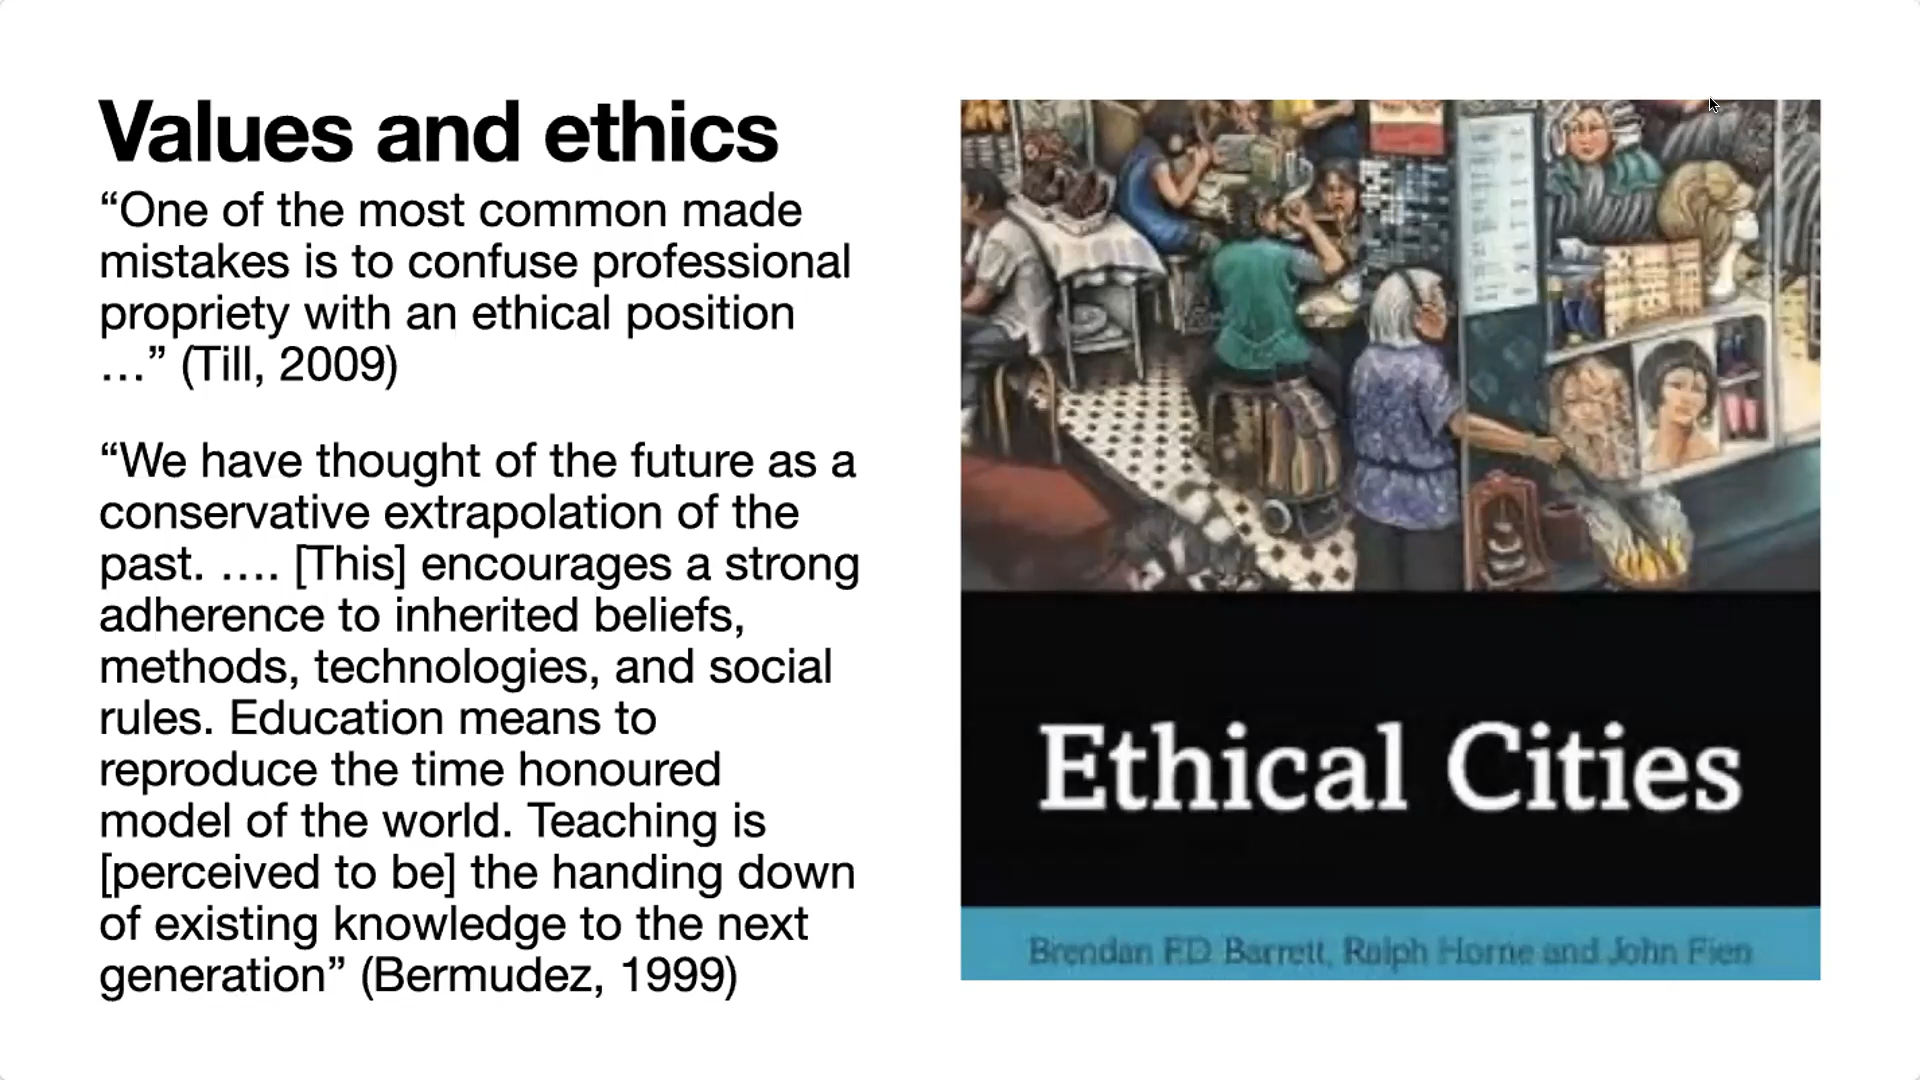 Values and ethics
“One of the most common made
mistakes is to confuse professional
propriety with an ethical position
…” (Till, 2009)
“We have thought of the future as a
conservative extrapolation of the
past. …. [This] encourages a strong
adherence to inherited beliefs,
methods, technologies, and social
rules. Education means to
reproduce the time honoured
model of the world. Teaching is
[perceived to be] the handing down
of existing knowledge to the next
generation” (Bermudez, 1999)
Ethical Cities
Brendan F.D. Barrett, Ralph Horne and John Fien